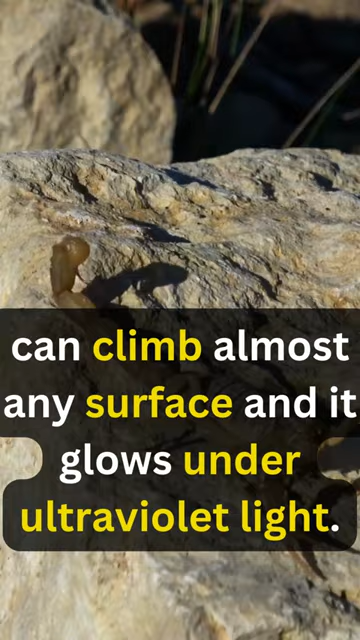 can climb almost
any surface and it
glows under
ultraviolet light.